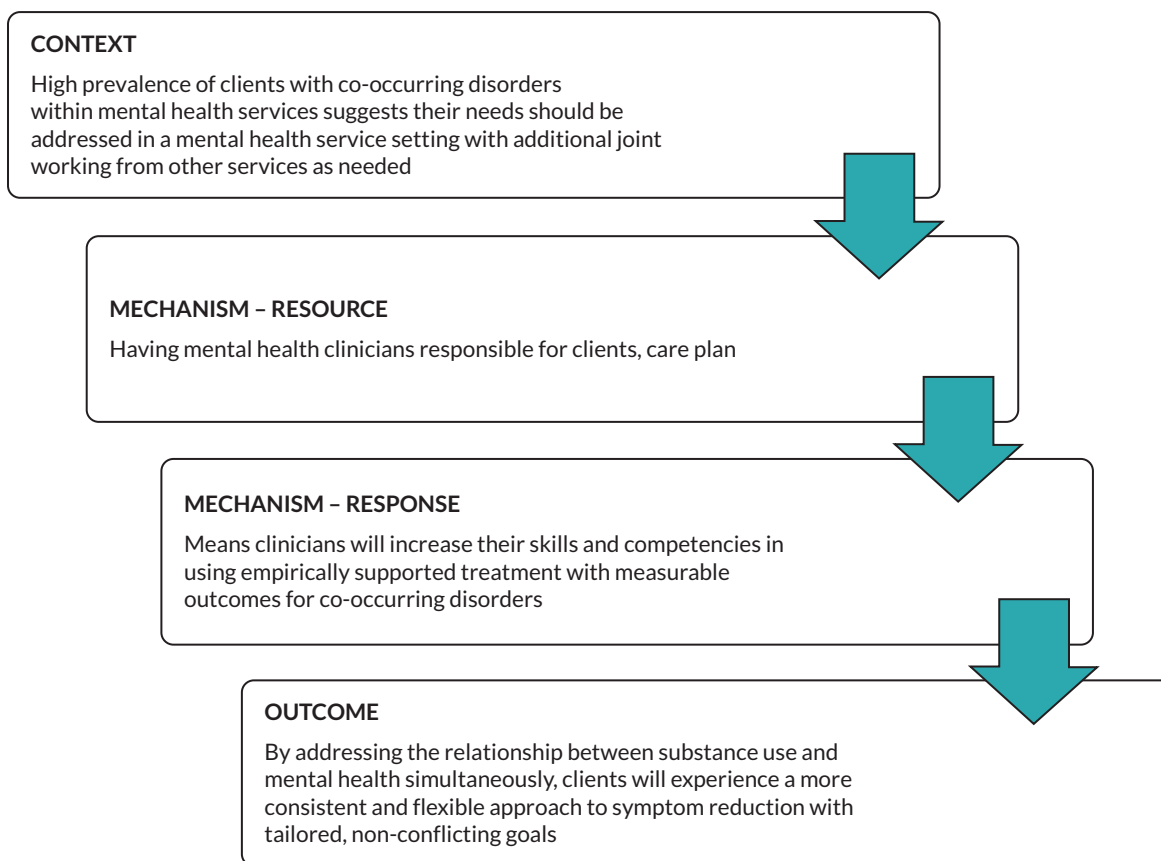 CONTEXT
High prevalence of clients with co-occurring disorders
within mental health services suggests their needs should be
addressed in a mental health service setting with additional joint
working from other services as needed
MECHANISM – RESOURCE
Having mental health clinicians responsible for clients, care plan
MECHANISM – RESPONSE
Means clinicians will increase their skills and competencies in
using empirically supported treatment with measurable
outcomes for co-occurring disorders
OUTCOME
By addressing the relationship between substance use and
mental health simultaneously, clients will experience a more
consistent and flexible approach to symptom reduction with
tailored, non-conflicting goals